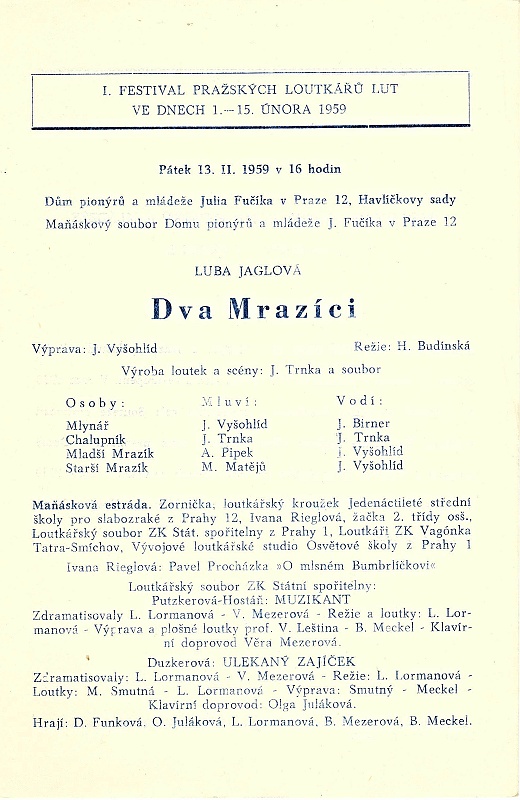 I. FESTIVAL PRAŽSKÝCH LOUTKÁŘŮ LUT
VE DNECH 1.—15. ÚNORA 1959
Pátek 13. II. 1959 v 16 hodin
Dům pionýrů a mládeže Julia Fučíka v Praze 12, Havlíčkovy sady
Maňáskový soubor Domu pionýrů a mládeže J. Fučíka v Praze 12
LUBA JAGLOVÁ
Dva Mrazíci
Výprava: J. Vyšohlíd Režie: H. Budínská
Výroba loutek a scény: J. Trnka a soubor
Osoby: Mluví: Vodí:
Mlynář J. Vyšohlíd J. Birner
Chalupník J. Trnka J. Trnka
Mladší Mrazík A. Pipek J. Vyšohlíd
Starší Mrazík M. Matějů J. Vyšohlíd
Maňásková estráda. Zornička, loutkářský kroužek Jedenáctileté střední
školy pro slabozraké z Prahy 12, Ivana Rieglová, žačka 2. třídy osš.,
Loutkářský soubor ZK Stát. spořitelny z Prahy 1, Loutkáři ZK Vagónka
Tatra-Smíchov, Vývojové loutkářské studio Osvětové školy z Prahy 1
Ivana Rieglová: Pavel Procházka »O mlsném Bumbrlíčkovi«
Loutkářský soubor ZK Státní spořitelny:
Putzkerová-Hostáň: MUZIKANT
Zdramatisovaly L. Lormanová - V. Mezerová - Režie a loutky: L. Lor-
manová - Výprava a plošné loutky prof. V. Leština - B. Meckel - Klavír-
ní doprovod Věra Mezerová.
Duzkerová: ULEKANÝ ZAJÍČEK
Zdramatisovaly: L. Lormanová - V. Mezerová - Režie: L. Lormanová -
Loutky: M. Smutná - L. Lormanová - Výprava: Smutný - Meckel -
Klavírní doprovod: Olga Juláková.
Hrají: D. Funková. O. Juláková, L. Lormanová, B. Mezerová, B. Meckel.